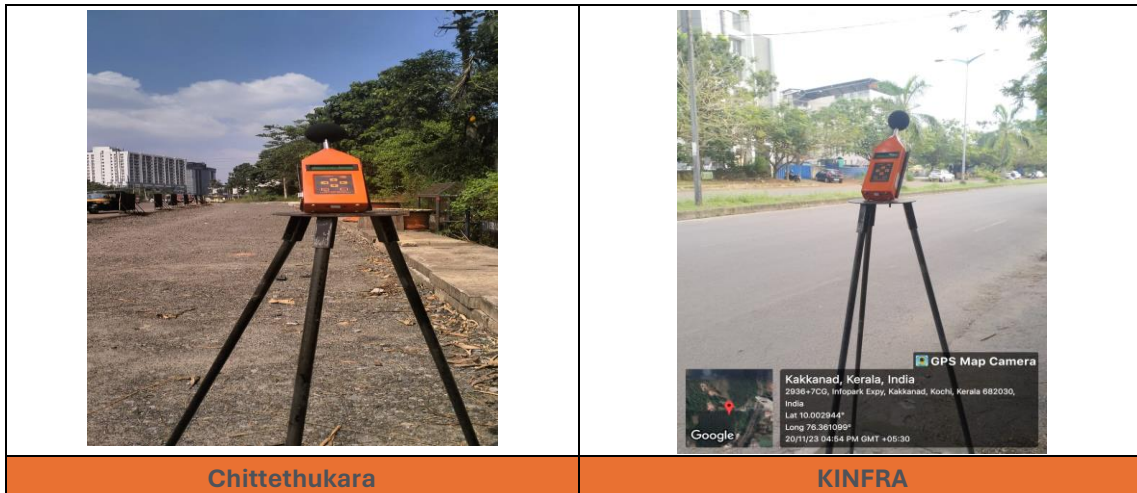 GPS Map Camera
Kakkanad, Kerala, India
2936+7CG, Infopark Expy, Kakkanad, Kochi, Kerala 682030,
India
Lat 10.002944°
Long 76.361099°
20/11/23 04:54 PM GMT +05:30
Google
Chittethukara
KINFRA